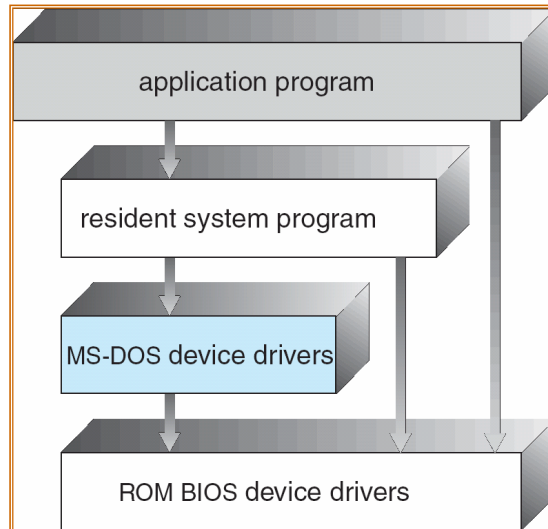 application program
resident system program
MS-DOS device drivers
ROM BIOS device drivers